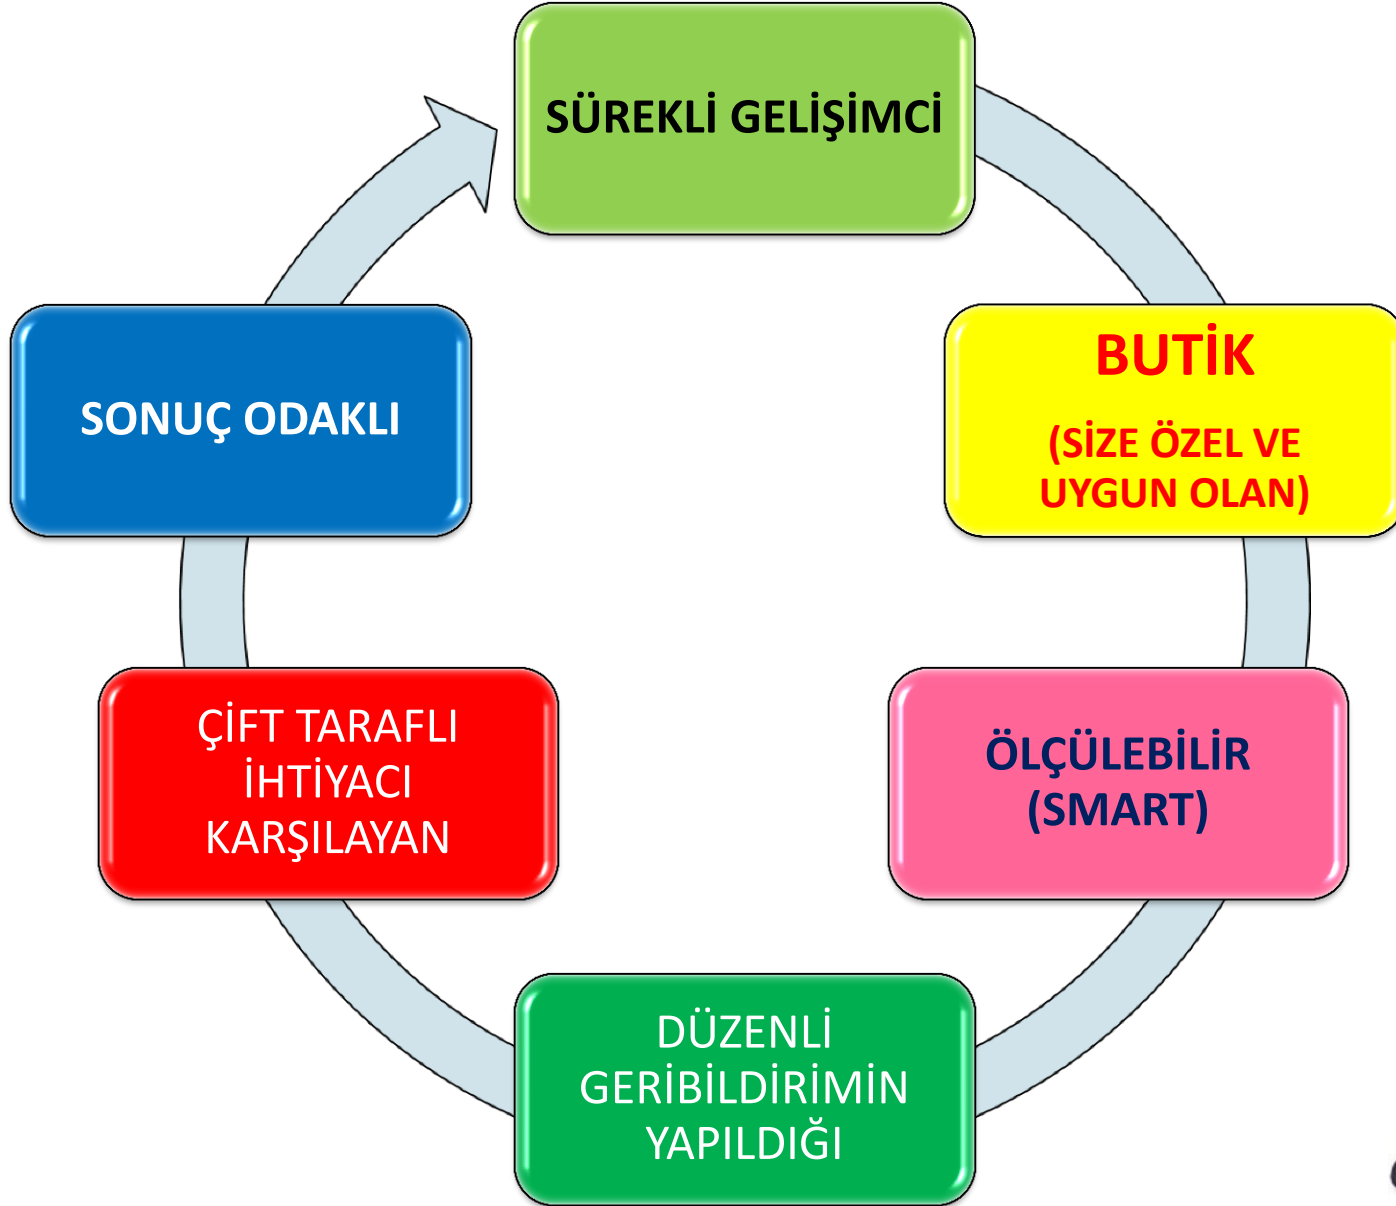 SÜREKLİ GELİŞİMCİ
BUTİK
(SİZE ÖZEL VE
UYGUN OLAN)
ÖLÇÜLEBİLİR
(SMART)
DÜZENLİ
GERİBİLDİRİMİN
YAPILDIĞI
ÇİFT TARAFLI
İHTİYACI
KARŞILAYAN
SONUÇ ODAKLI